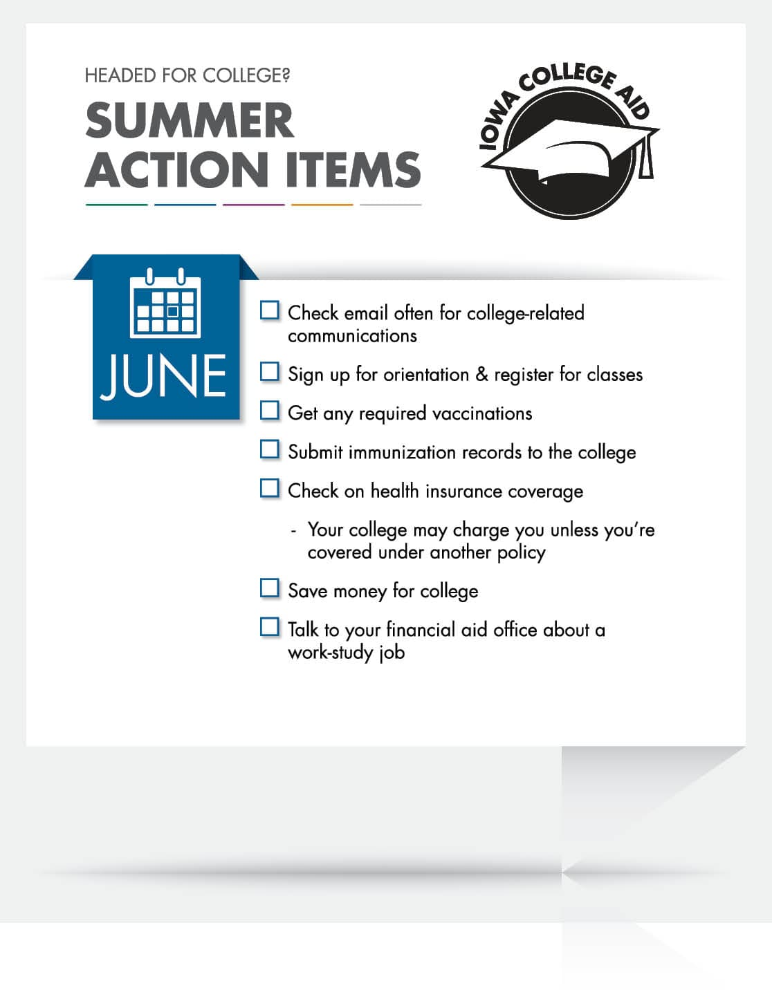 HEADED FOR COLLEGE?
SUMMER
ACTION ITEMS
IOWA COLLEGE AID
JUNE
Check email often for college-related
communications
Sign up for orientation & register for classes
Get any required vaccinations
Submit immunization records to the college
Check on health insurance coverage
- Your college may charge you unless you’re
covered under another policy
Save money for college
Talk to your financial aid office about a
work-study job